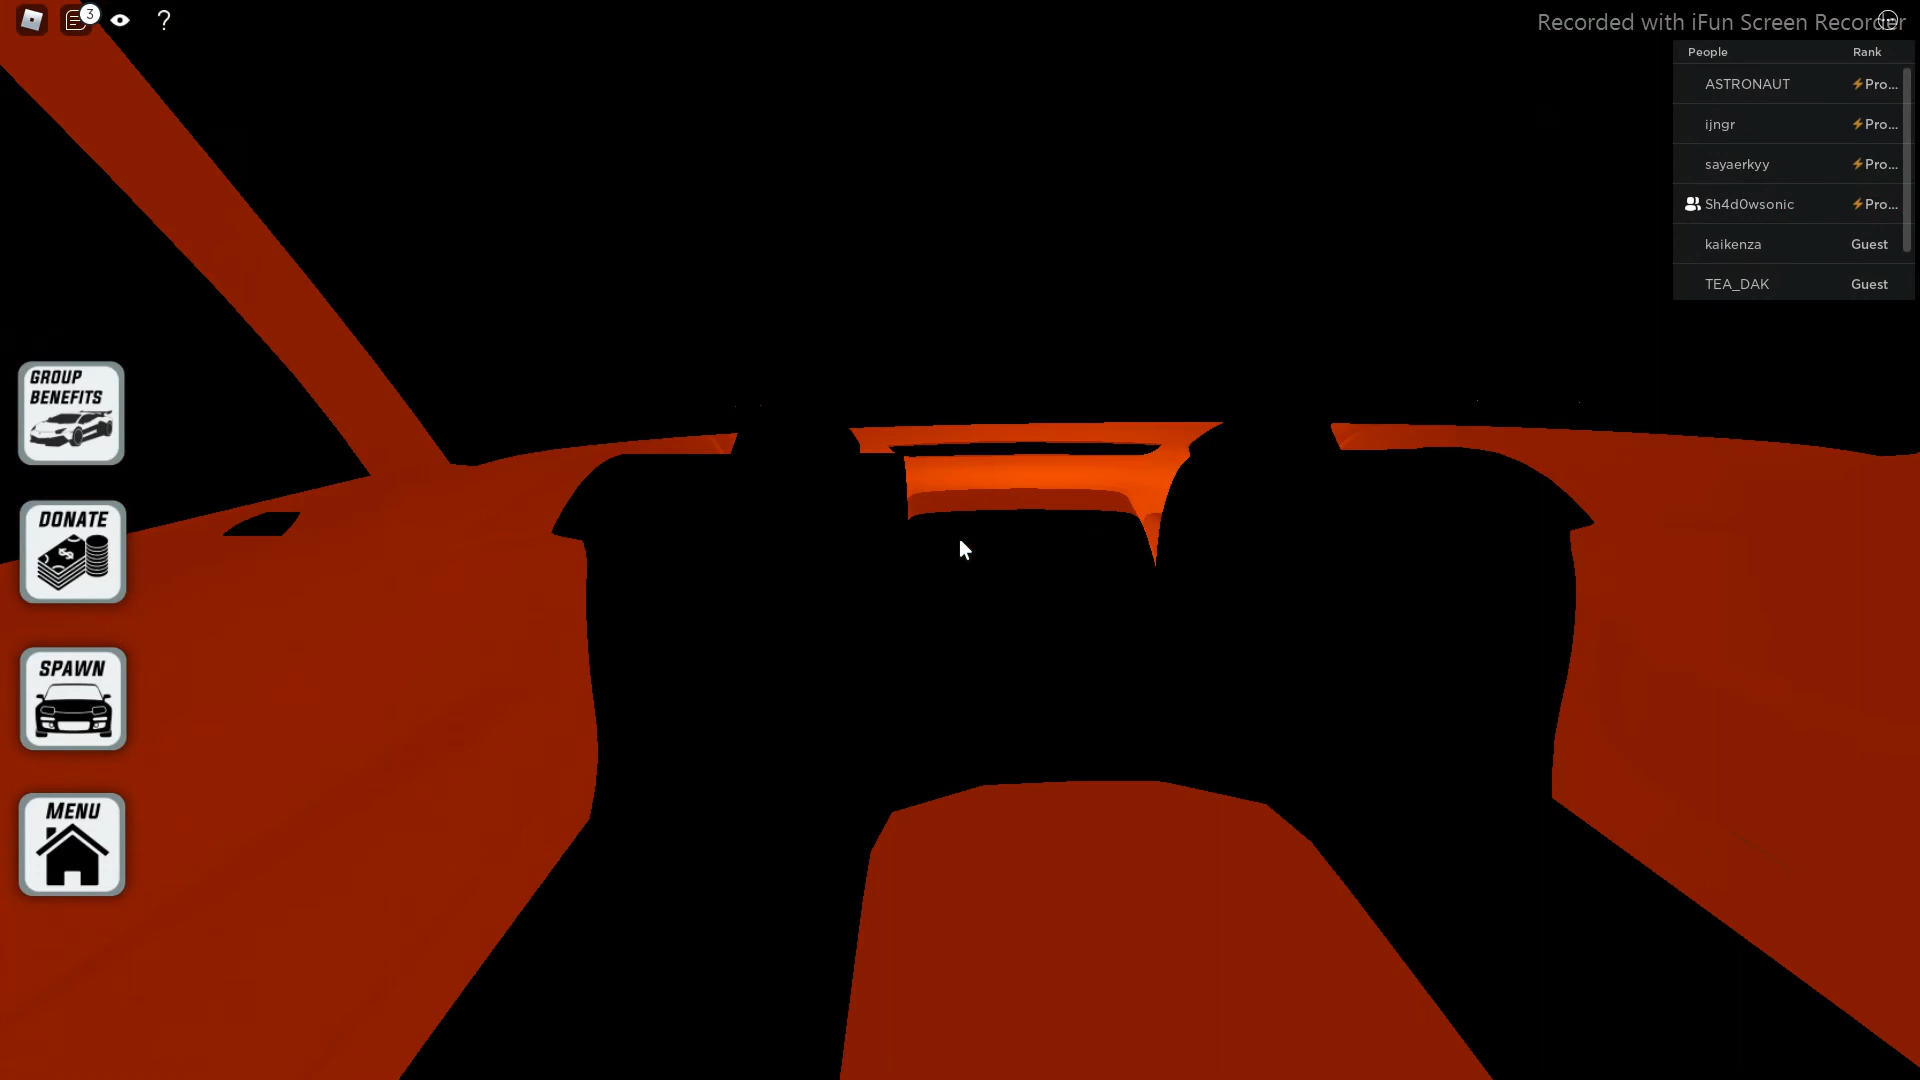 3
?
Recorded with iFun Screen Recorder
People Rank
ASTRONAUT ⚡Pro...
ijngr ⚡Pro...
sayaerkyy ⚡Pro...
Sh4d0wsonic ⚡Pro...
kaikenza Guest
TEA_DAK Guest
GROUP
BENEFITS
DONATE
SPAWN
MENU